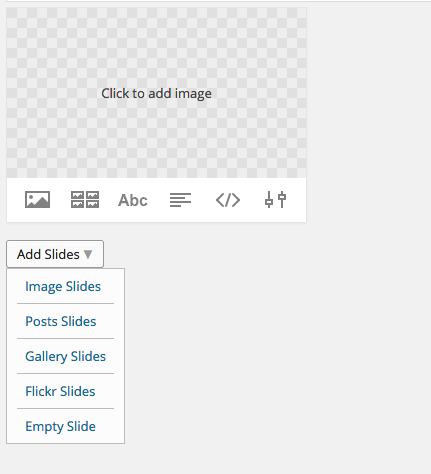 Click to add image
Abc
Add Slides ▼
Image Slides
Posts Slides
Gallery Slides
Flickr Slides
Empty Slide